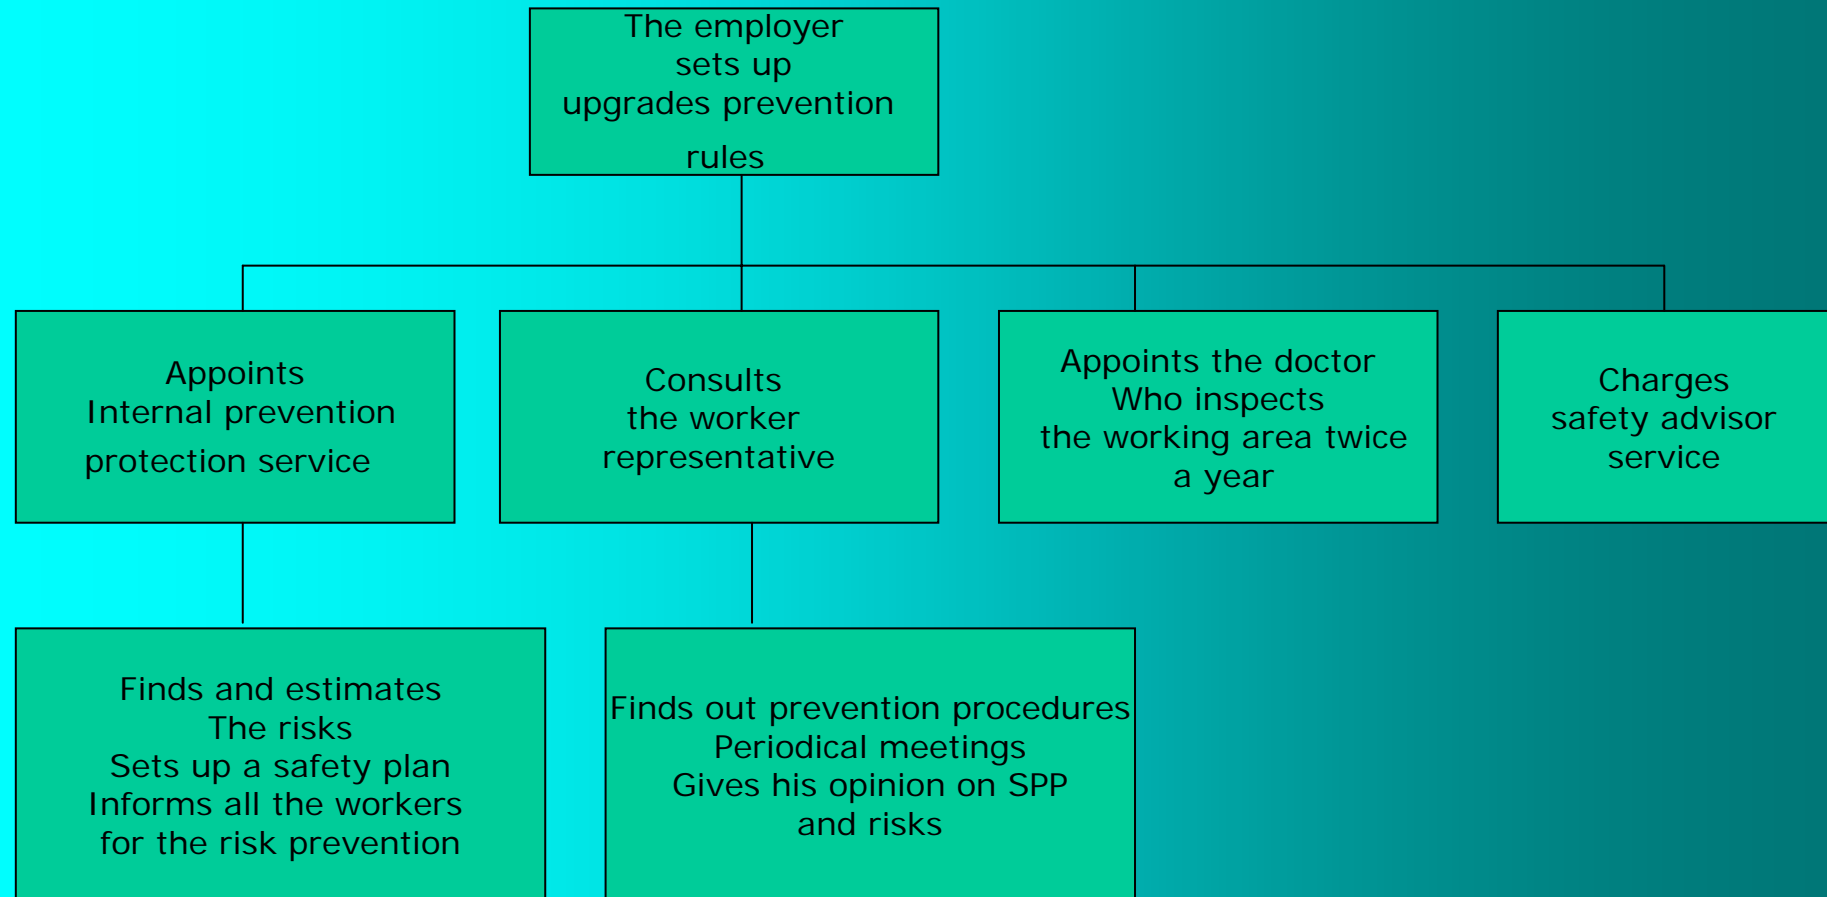 The employer
sets up
upgrades prevention
rules
Appoints
Internal prevention
protection service
Consults
the worker
representative
Appoints the doctor
Who inspects
the working area twice
a year
Charges
safety advisor
service
Finds and estimates
The risks
Sets up a safety plan
Informs all the workers
for the risk prevention
Finds out prevention procedures
Periodical meetings
Gives his opinion on SPP
and risks